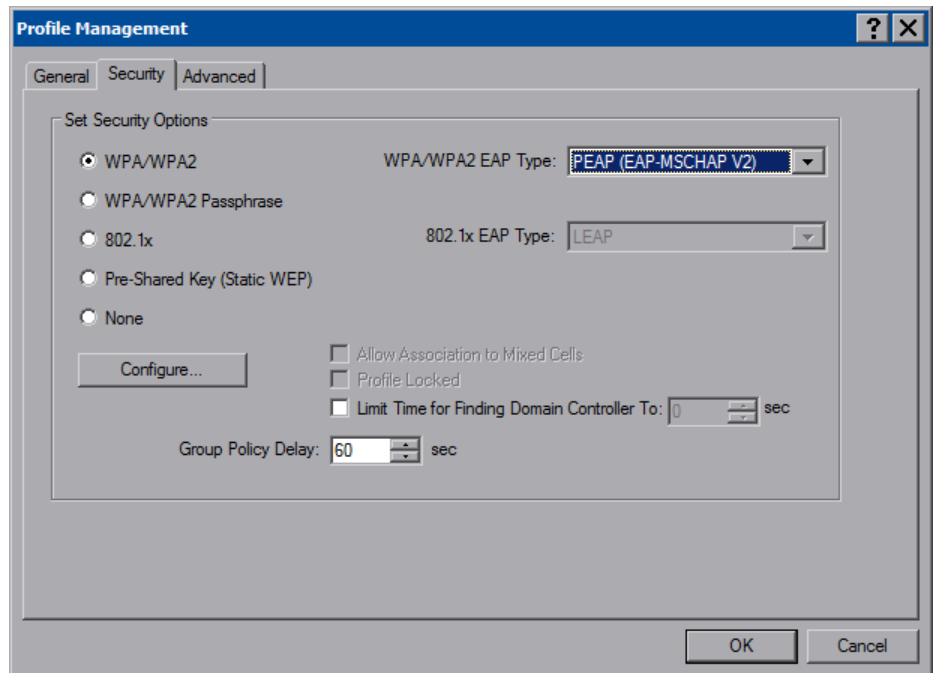 Profile Management
General Security Advanced
Set Security Options
WPA/WPA2 WPA/WPA2 EAP Type: PEAP (EAP-MSCHAP V2)
WPA/WPA2 Passphrase
802.1x 802.1x EAP Type: LEAP
Pre-Shared Key (Static WEP)
None
Allow Association to Mixed Cells
Configure...
Profile Locked
Limit Time for Finding Domain Controller To: 0 sec
Group Policy Delay: 60 sec
OK Cancel